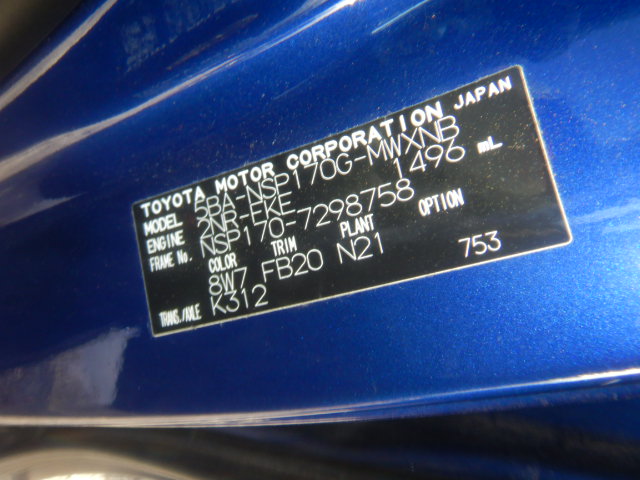 TOYOTA MOTOR CORPORATION JAPAN
MODEL 5BA-NSP170G-MWXNB
ENGINE 2NR-FKE 1496 mL
FRAME No. NSP170-7298758
COLOR TRIM PLANT OPTION
8W7 FB20 N21 753
TRANS./AXLE K312